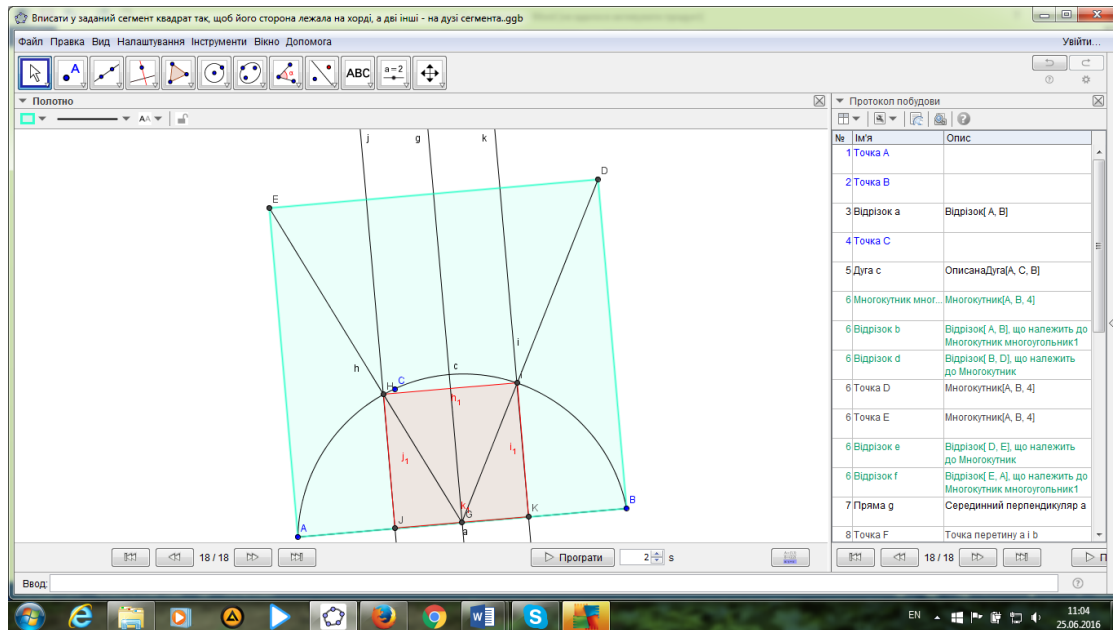 Вписати у заданий сегмент квадрат так, щоб його сторона лежала на хорді, а дві інші - на дузі сегмента..ggb
Файл Правка Вид Налаштування Інструменти Вікно Допомога
Увійти...
A
ABC
a=2
Полотно
AA
Протокол побудови
№ Ім'я Опис
1 Точка A
2 Точка B
3 Відрізок a Відрізок[ A, B]
4 Точка C
5 Дуга c ОписанаДуга[A, C, B]
6 Многокутник мног... Многокутник[A, B, 4]
6 Відрізок b Відрізок[ A, B], що належить до
Многокутник многоугольник1
6 Відрізок d Відрізок[ B, D], що належить
до Многокутник
6 Точка D Многокутник[A, B, 4]
6 Точка E Многокутник[A, B, 4]
6 Відрізок e Відрізок[ D, E], що належить
до Многокутник
6 Відрізок f Відрізок[ E, A], що належить до
Многокутник многоугольник1
7 Пряма g Серединний перпендикуляр a
8 Точка F Точка перетину a і b
j g k
E D
i
h c
H C
h₁
j₁ i₁
G
A J K B
a
18 / 18
Програти
2 s
18 / 18
П
Ввод:
EN
11:04
25.06.2016